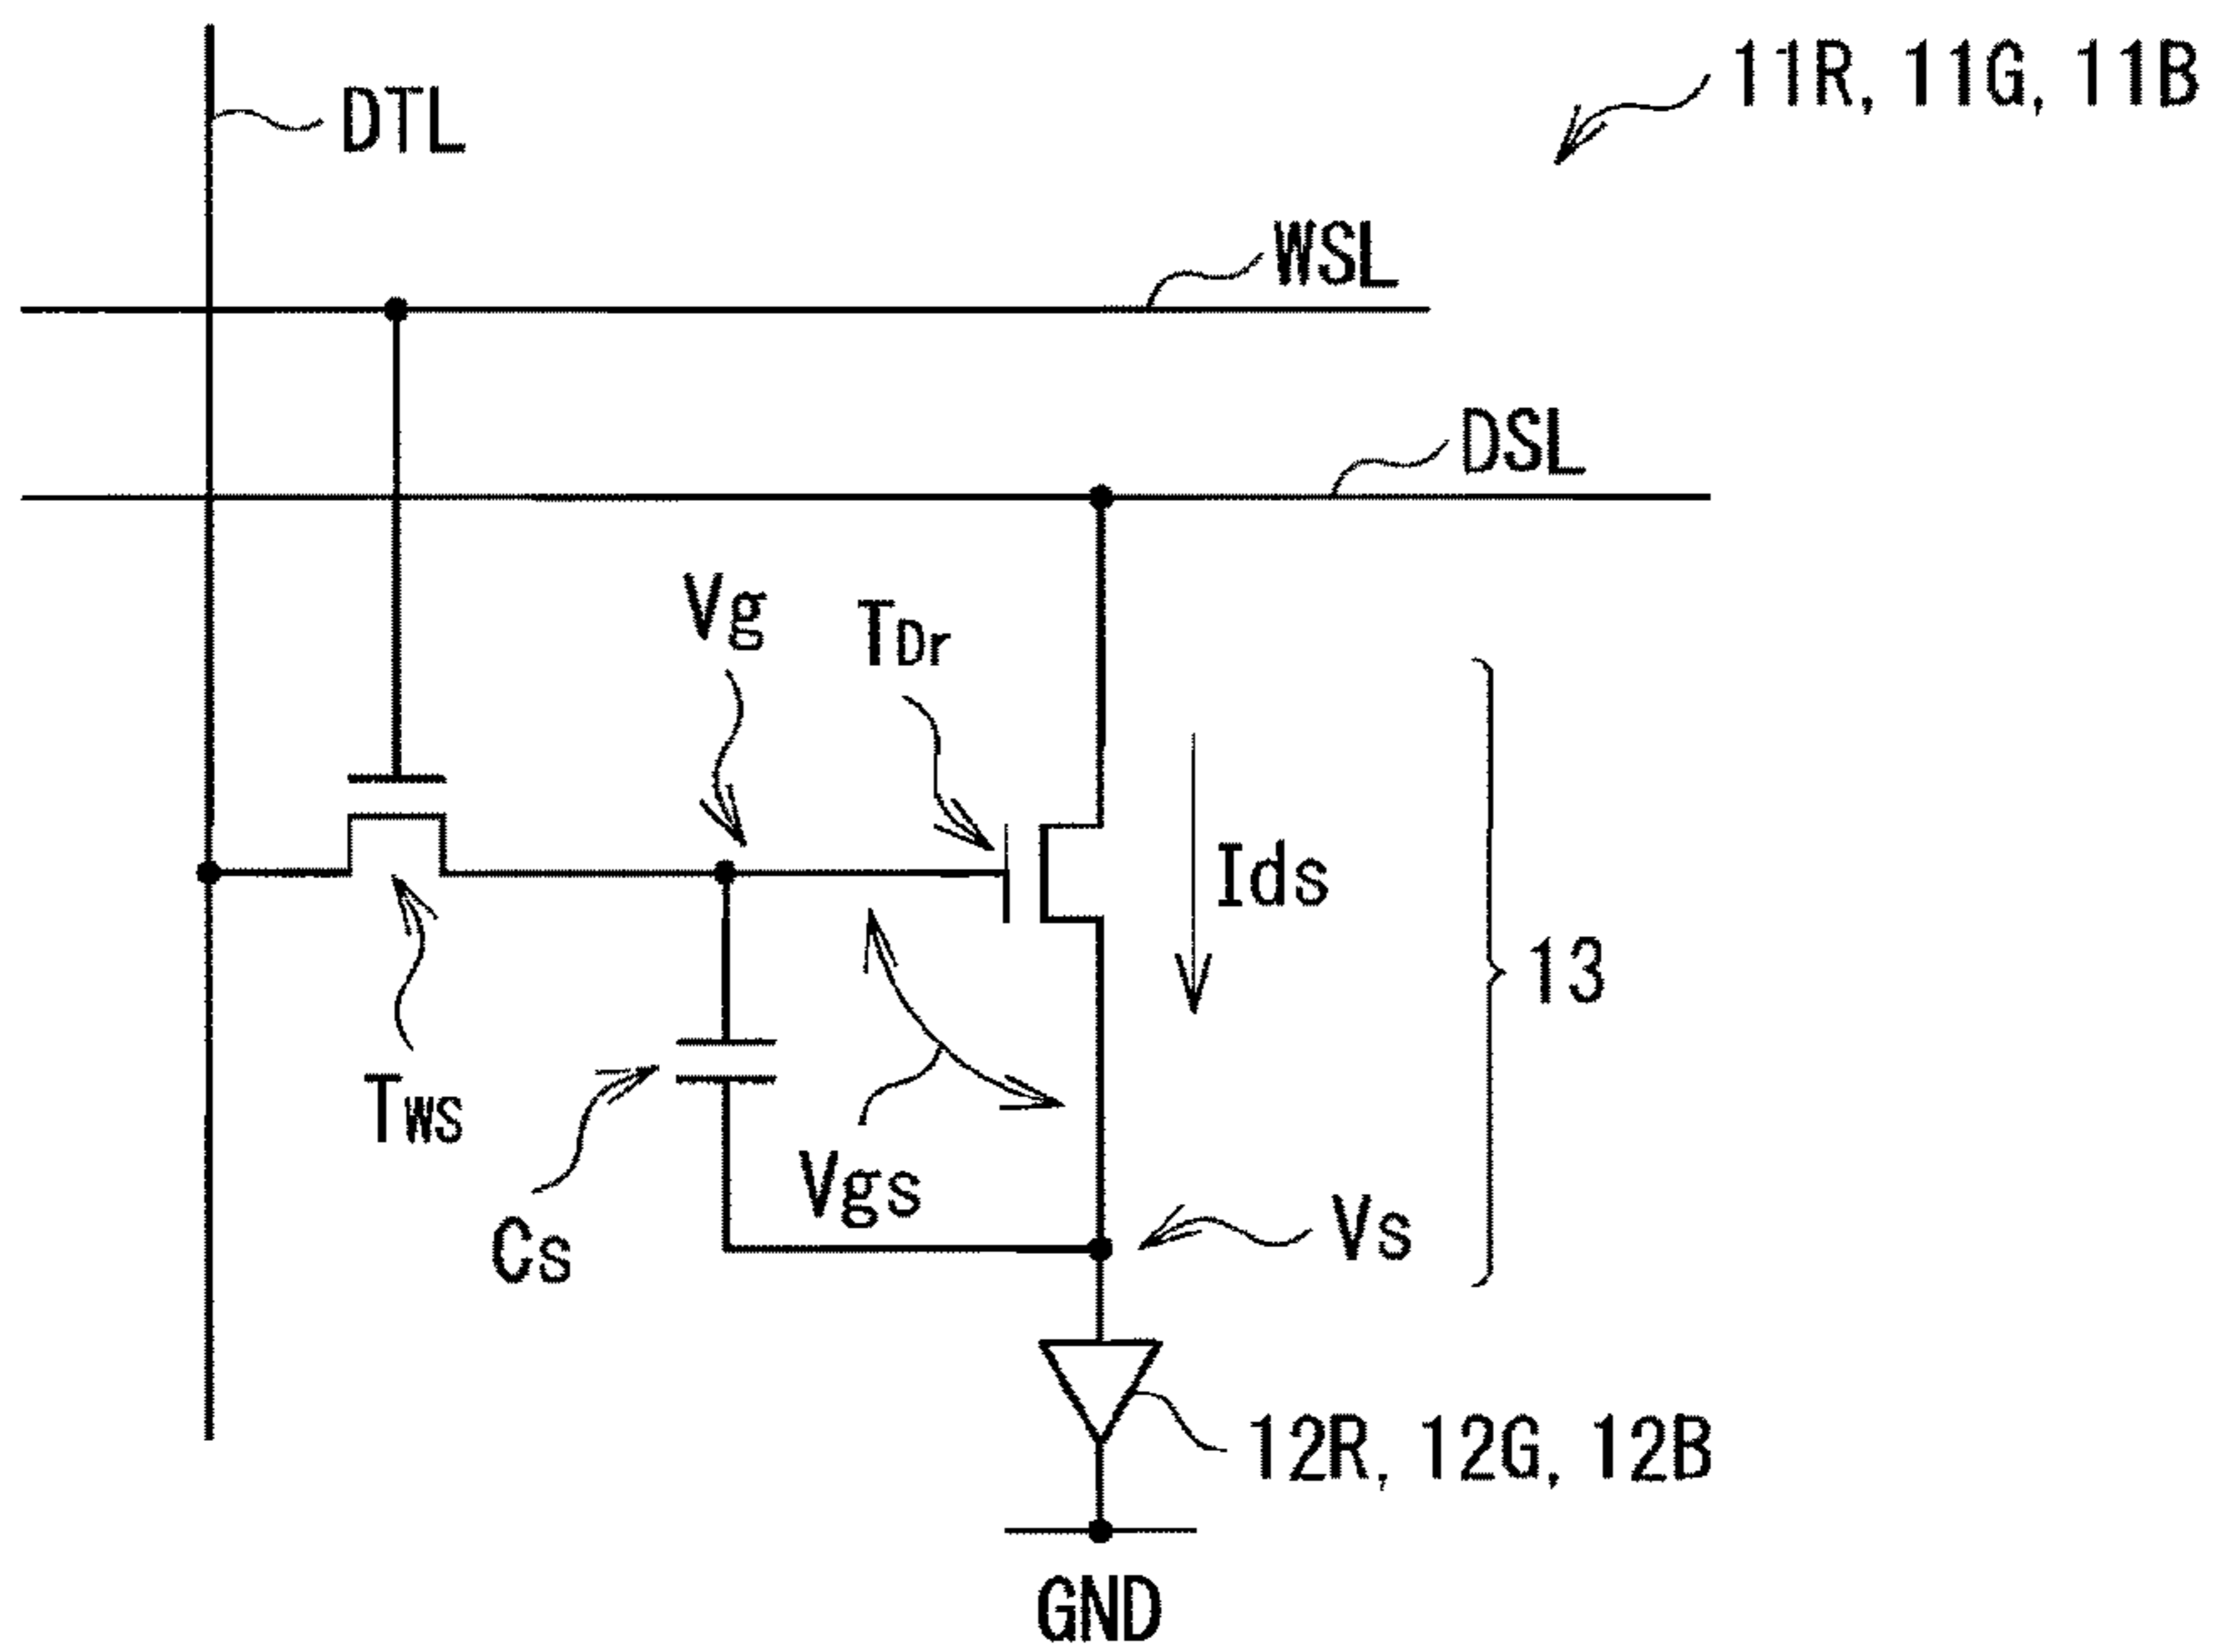 11R, 11G, 11B
DTL
WSL
DSL
Vg
TDr
Ids
13
TWS
Vgs
Cs
Vs
12R, 12G, 12B
GND